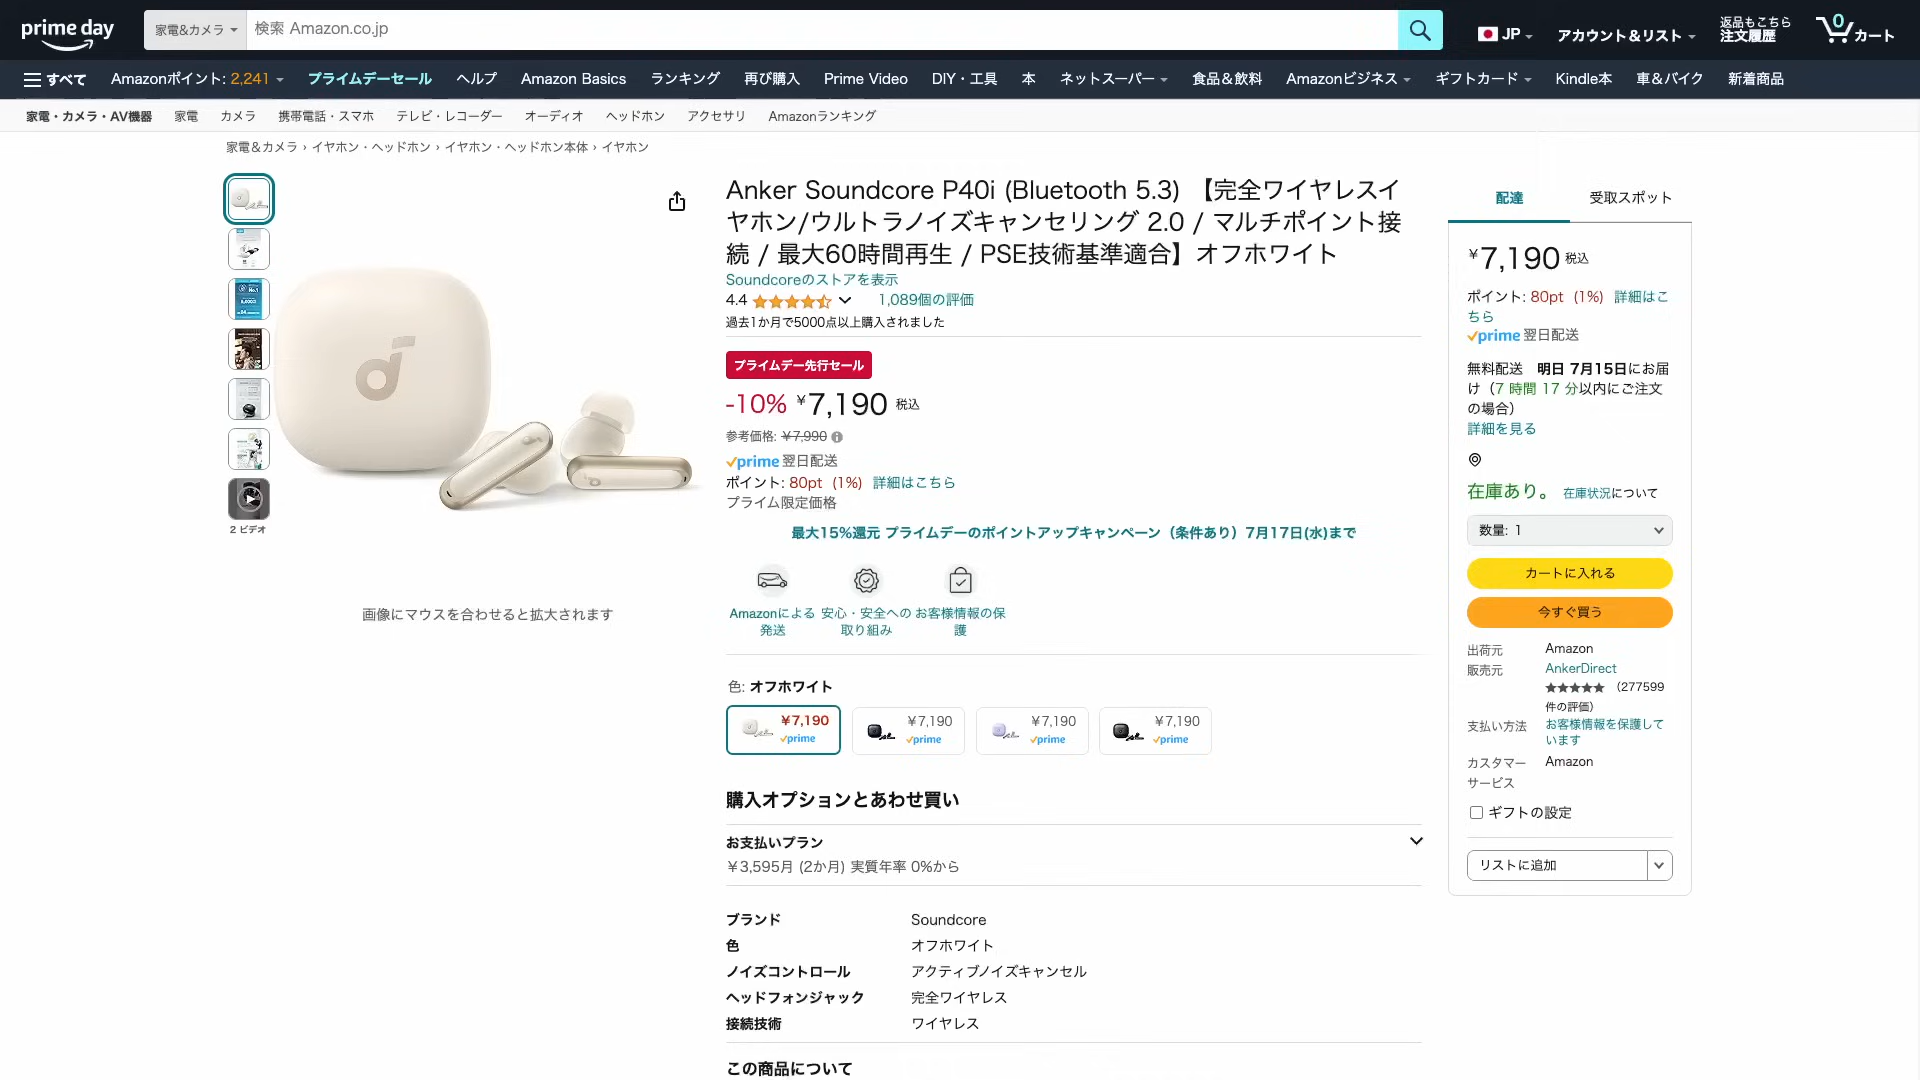 prime day
家電&カメラ
検索 Amazon.co.jp
JP
アカウント＆リスト
返品もこちら
注文履歴
0
カート
すべて
Amazonポイント: 2,241
プライムデーセール
ヘルプ
Amazon Basics
ランキング
再び購入
Prime Video
DIY・工具
本
ネットスーパー
食品＆飲料
Amazonビジネス
ギフトカード
Kindle本
車＆バイク
新着商品
家電・カメラ・AV機器
家電
カメラ
携帯電話・スマホ
テレビ・レコーダー
オーディオ
ヘッドホン
アクセサリ
Amazonランキング
家電＆カメラ › イヤホン・ヘッドホン › イヤホン・ヘッドホン本体 › イヤホン
2 ビデオ
画像にマウスを合わせると拡大されます
Anker Soundcore P40i (Bluetooth 5.3) 【完全ワイヤレスイ
ヤホン/ウルトラノイズキャンセリング 2.0 / マルチポイント接
続 / 最大60時間再生 / PSE技術基準適合】オフホワイト
Soundcoreのストアを表示
4.4
1,089個の評価
過去1か月で5000点以上購入されました
プライムデー先行セール
-10% ￥7,190 税込
参考価格: ￥7,990
prime 翌日配送
ポイント: 80pt (1%) 詳細はこちら
プライム限定価格
最大15%還元 プライムデーのポイントアップキャンペーン（条件あり）7月17日(水)まで
Amazonによる
発送
安心・安全への
取り組み
お客様情報の保
護
色: オフホワイト
￥7,190
prime
￥7,190
prime
￥7,190
prime
￥7,190
prime
購入オプションとあわせ買い
お支払いプラン
￥3,595月 (2か月) 実質年率 0%から
ブランド Soundcore
色 オフホワイト
ノイズコントロール アクティブノイズキャンセル
ヘッドフォンジャック 完全ワイヤレス
接続技術 ワイヤレス
この商品について
配達
受取スポット
￥7,190 税込
ポイント: 80pt (1%) 詳細はこ
ちら
prime 翌日配送
無料配送 明日 7月15日にお届
け（7 時間 17 分以内にご注文
の場合）
詳細を見る
在庫あり。 在庫状況について
数量: 1
カートに入れる
今すぐ買う
出荷元 Amazon
販売元 AnkerDirect
★★★★★ （277599
件の評価）
支払い方法 お客様情報を保護して
います
カスタマー Amazon
サービス
ギフトの設定
リストに追加